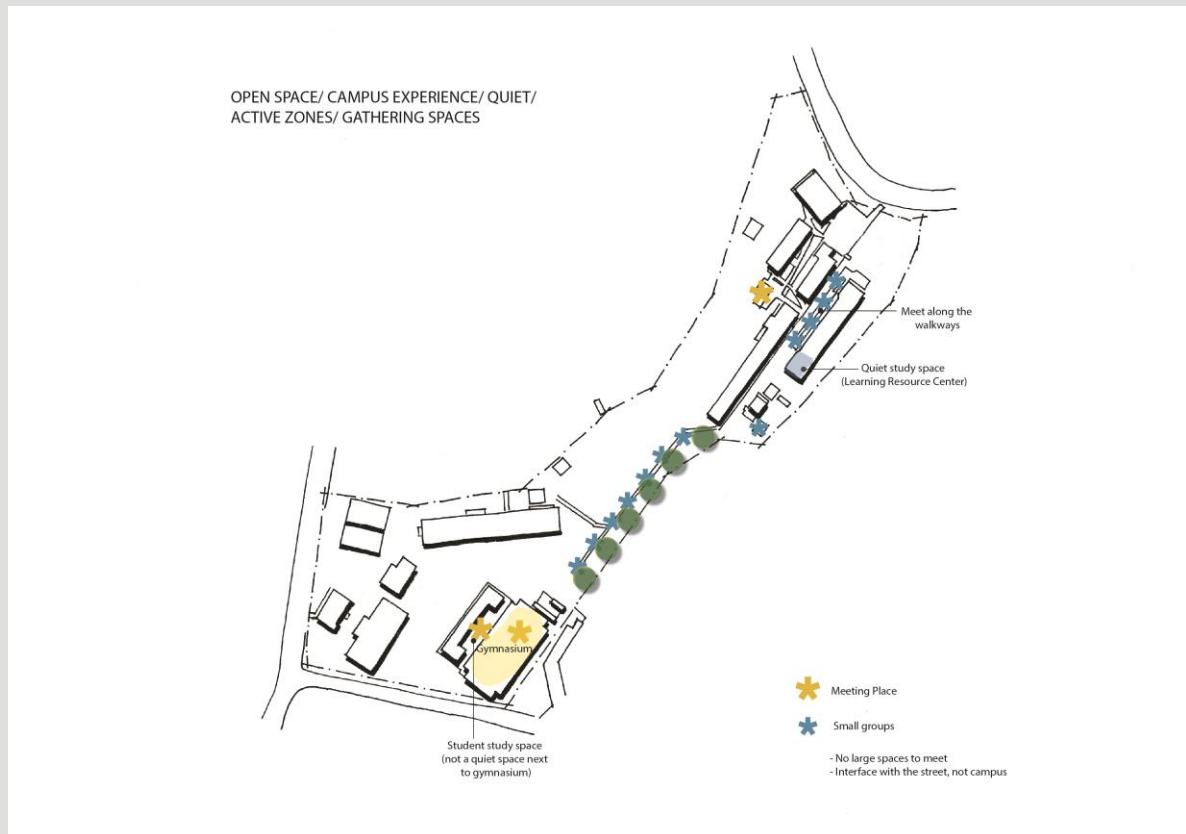 OPEN SPACE/ CAMPUS EXPERIENCE/ QUIET/
ACTIVE ZONES/ GATHERING SPACES
Meet along the
walkways
Quiet study space
(Learning Resource Center)
Gymnasium
Student study space
(not a quiet space next
to gymnasium)
Meeting Place
Small groups
- No large spaces to meet
- Interface with the street, not campus